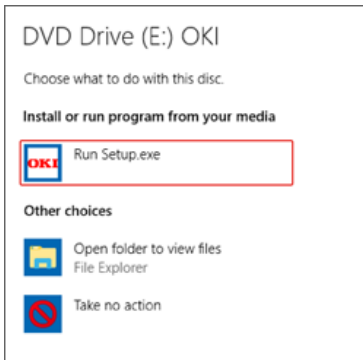 DVD Drive (E:) OKI
Choose what to do with this disc.
Install or run program from your media
OKI
Run Setup.exe
Other choices
Open folder to view files
File Explorer
Take no action